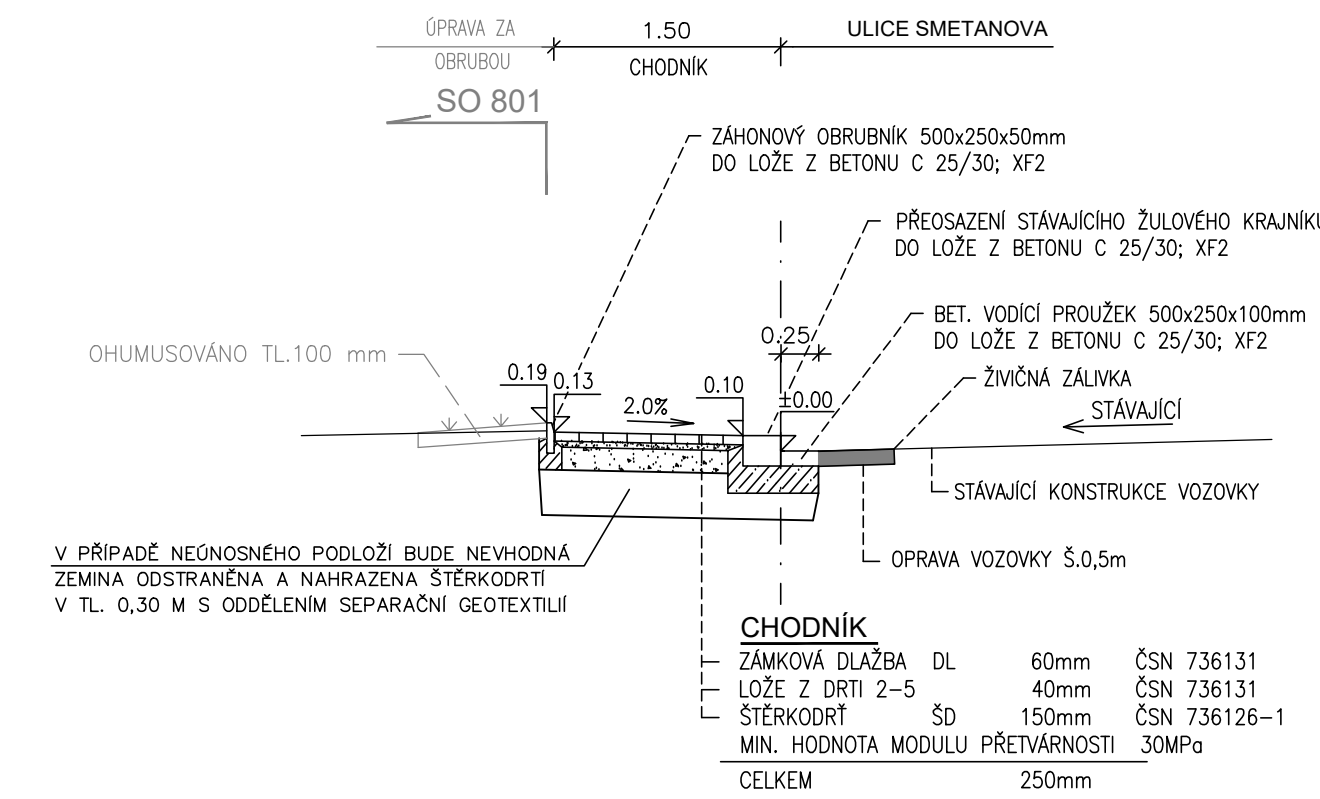 ÚPRAVA ZA
OBRUBOU
1.50
CHODNÍK
ULICE SMETANOVA
SO 801
ZÁHONOVÝ OBRUBNÍK 500x250x50mm
DO LOŽE Z BETONU C 25/30; XF2
PŘEOSAZENÍ STÁVAJÍCÍHO ŽULOVÉHO KRAJNÍKU
DO LOŽE Z BETONU C 25/30; XF2
BET. VODÍCÍ PROUŽEK 500x250x100mm
DO LOŽE Z BETONU C 25/30; XF2
0.25
OHUMUSOVÁNO TL.100 mm
ŽIVIČNÁ ZÁLIVKA
0.19
0.13
0.10
±0.00
2.0%
STÁVAJÍCÍ
STÁVAJÍCÍ KONSTRUKCE VOZOVKY
OPRAVA VOZOVKY Š.0,5m
V PŘÍPADĚ NEÚNOSNÉHO PODLOŽÍ BUDE NEVHODNÁ
ZEMINA ODSTRANĚNA A NAHRAZENA ŠTĚRKODRTÍ
V TL. 0,30 M S ODDĚLENÍM SEPARAČNÍ GEOTEXTILIÍ
CHODNÍK
ZÁMKOVÁ DLAŽBA DL 60mm ČSN 736131
LOŽE Z DRTI 2-5 40mm ČSN 736131
ŠTĚRKODRŤ ŠD 150mm ČSN 736126-1
MIN. HODNOTA MODULU PŘETVÁRNOSTI 30MPa
CELKEM 250mm